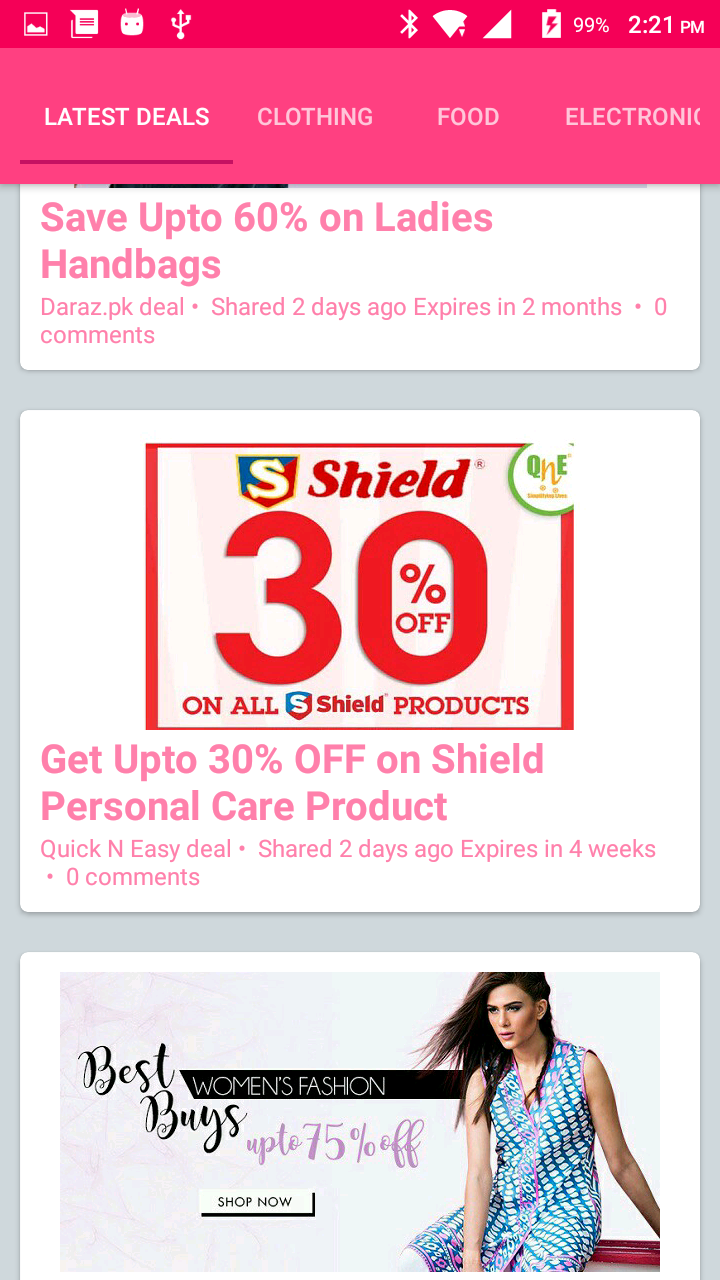 99% 2:21 PM
LATEST DEALS CLOTHING FOOD ELECTRONIC
Save Upto 60% on Ladies
Handbags
Daraz.pk deal • Shared 2 days ago Expires in 2 months • 0
comments
S Shield ®
QnE
Simplifying Lives
30
%
OFF
ON ALL S Shield® PRODUCTS
Get Upto 30% OFF on Shield
Personal Care Product
Quick N Easy deal • Shared 2 days ago Expires in 4 weeks
• 0 comments
Best
WOMEN'S FASHION
Buys
upto 75% off
SHOP NOW